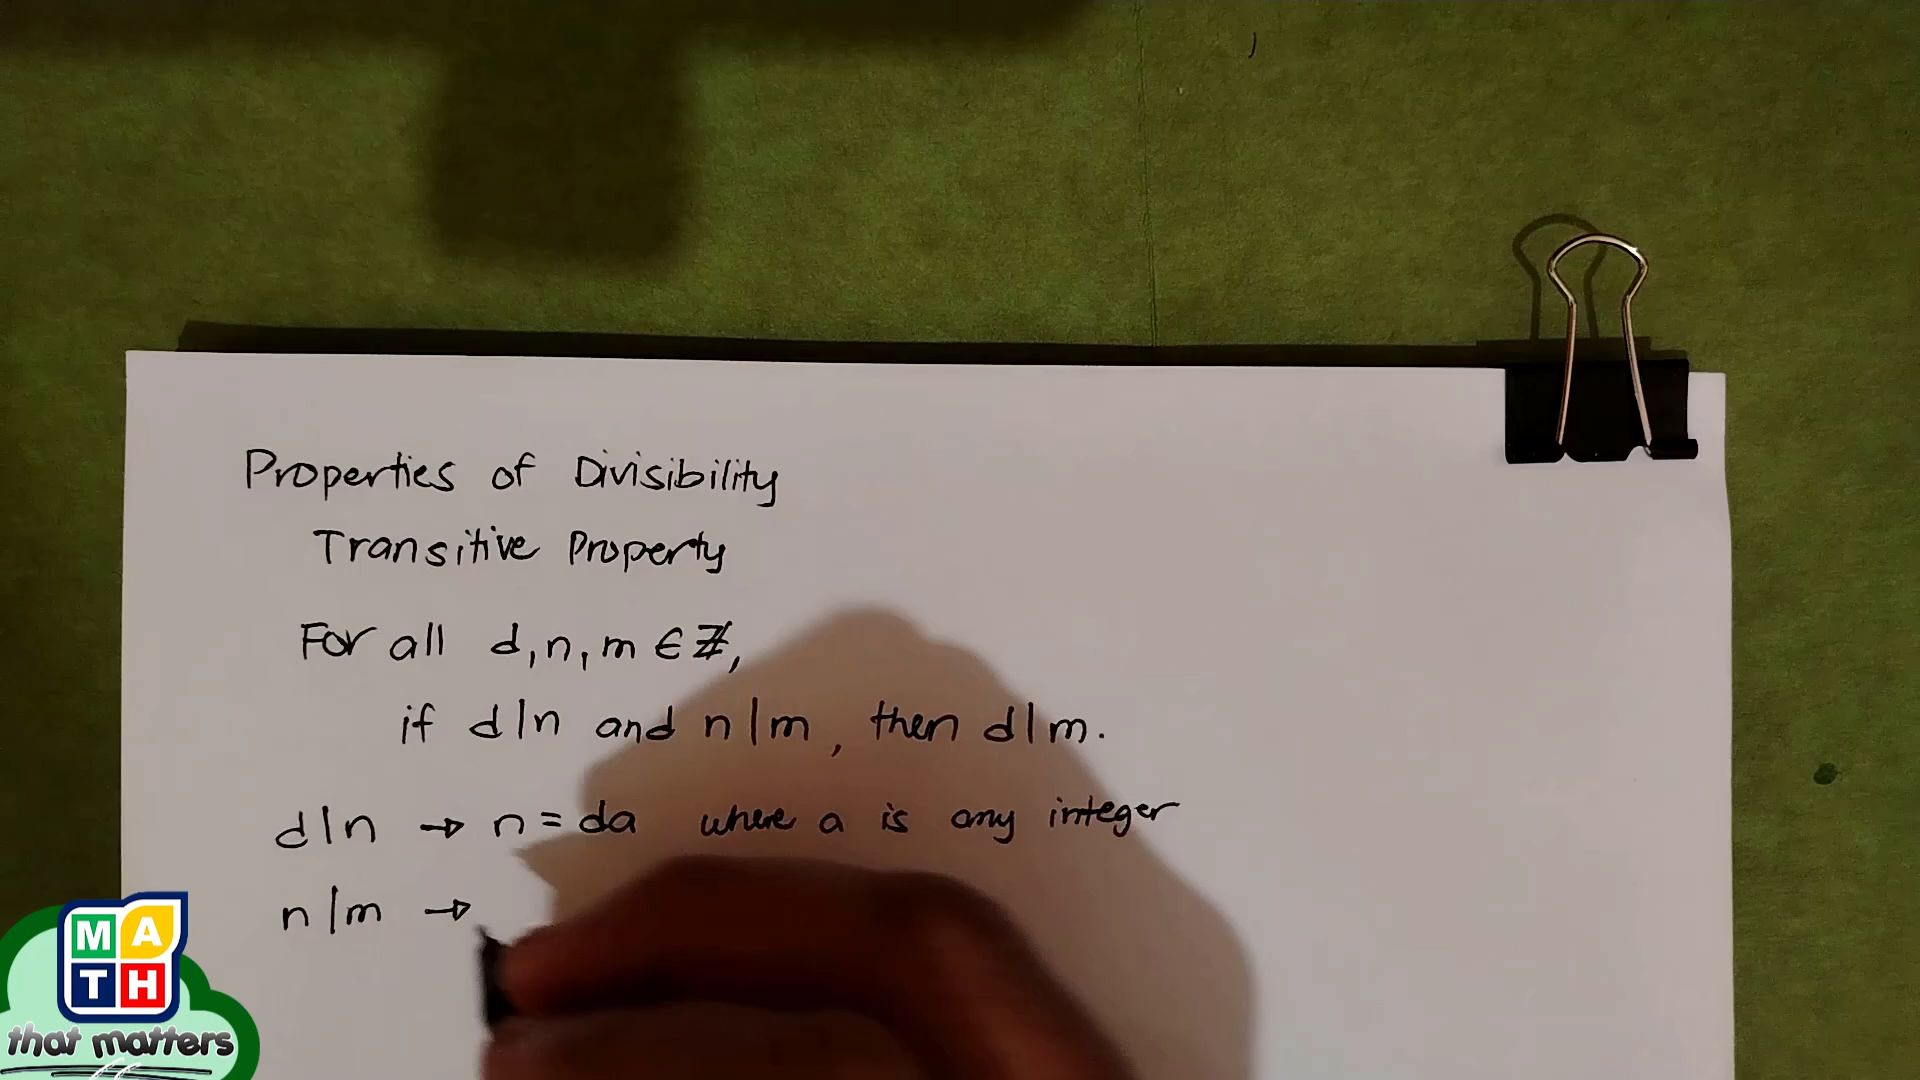 Properties of Divisibility
Transitive Property
For all d, n, m ∈ ℤ,
if d|n and n|m, then d|m.
d|n → n = da where a is any integer
n|m →
MATH
that matters